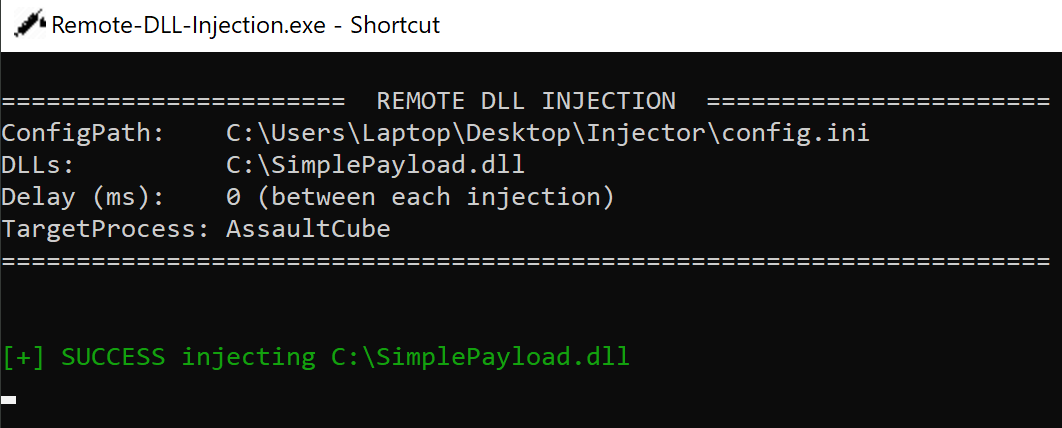 Remote-DLL-Injection.exe - Shortcut
======================= REMOTE DLL INJECTION =======================
ConfigPath: C:\Users\Laptop\Desktop\Injector\config.ini
DLLs: C:\SimplePayload.dll
Delay (ms): 0 (between each injection)
TargetProcess: AssaultCube
======================================================================
[+] SUCCESS injecting C:\SimplePayload.dll